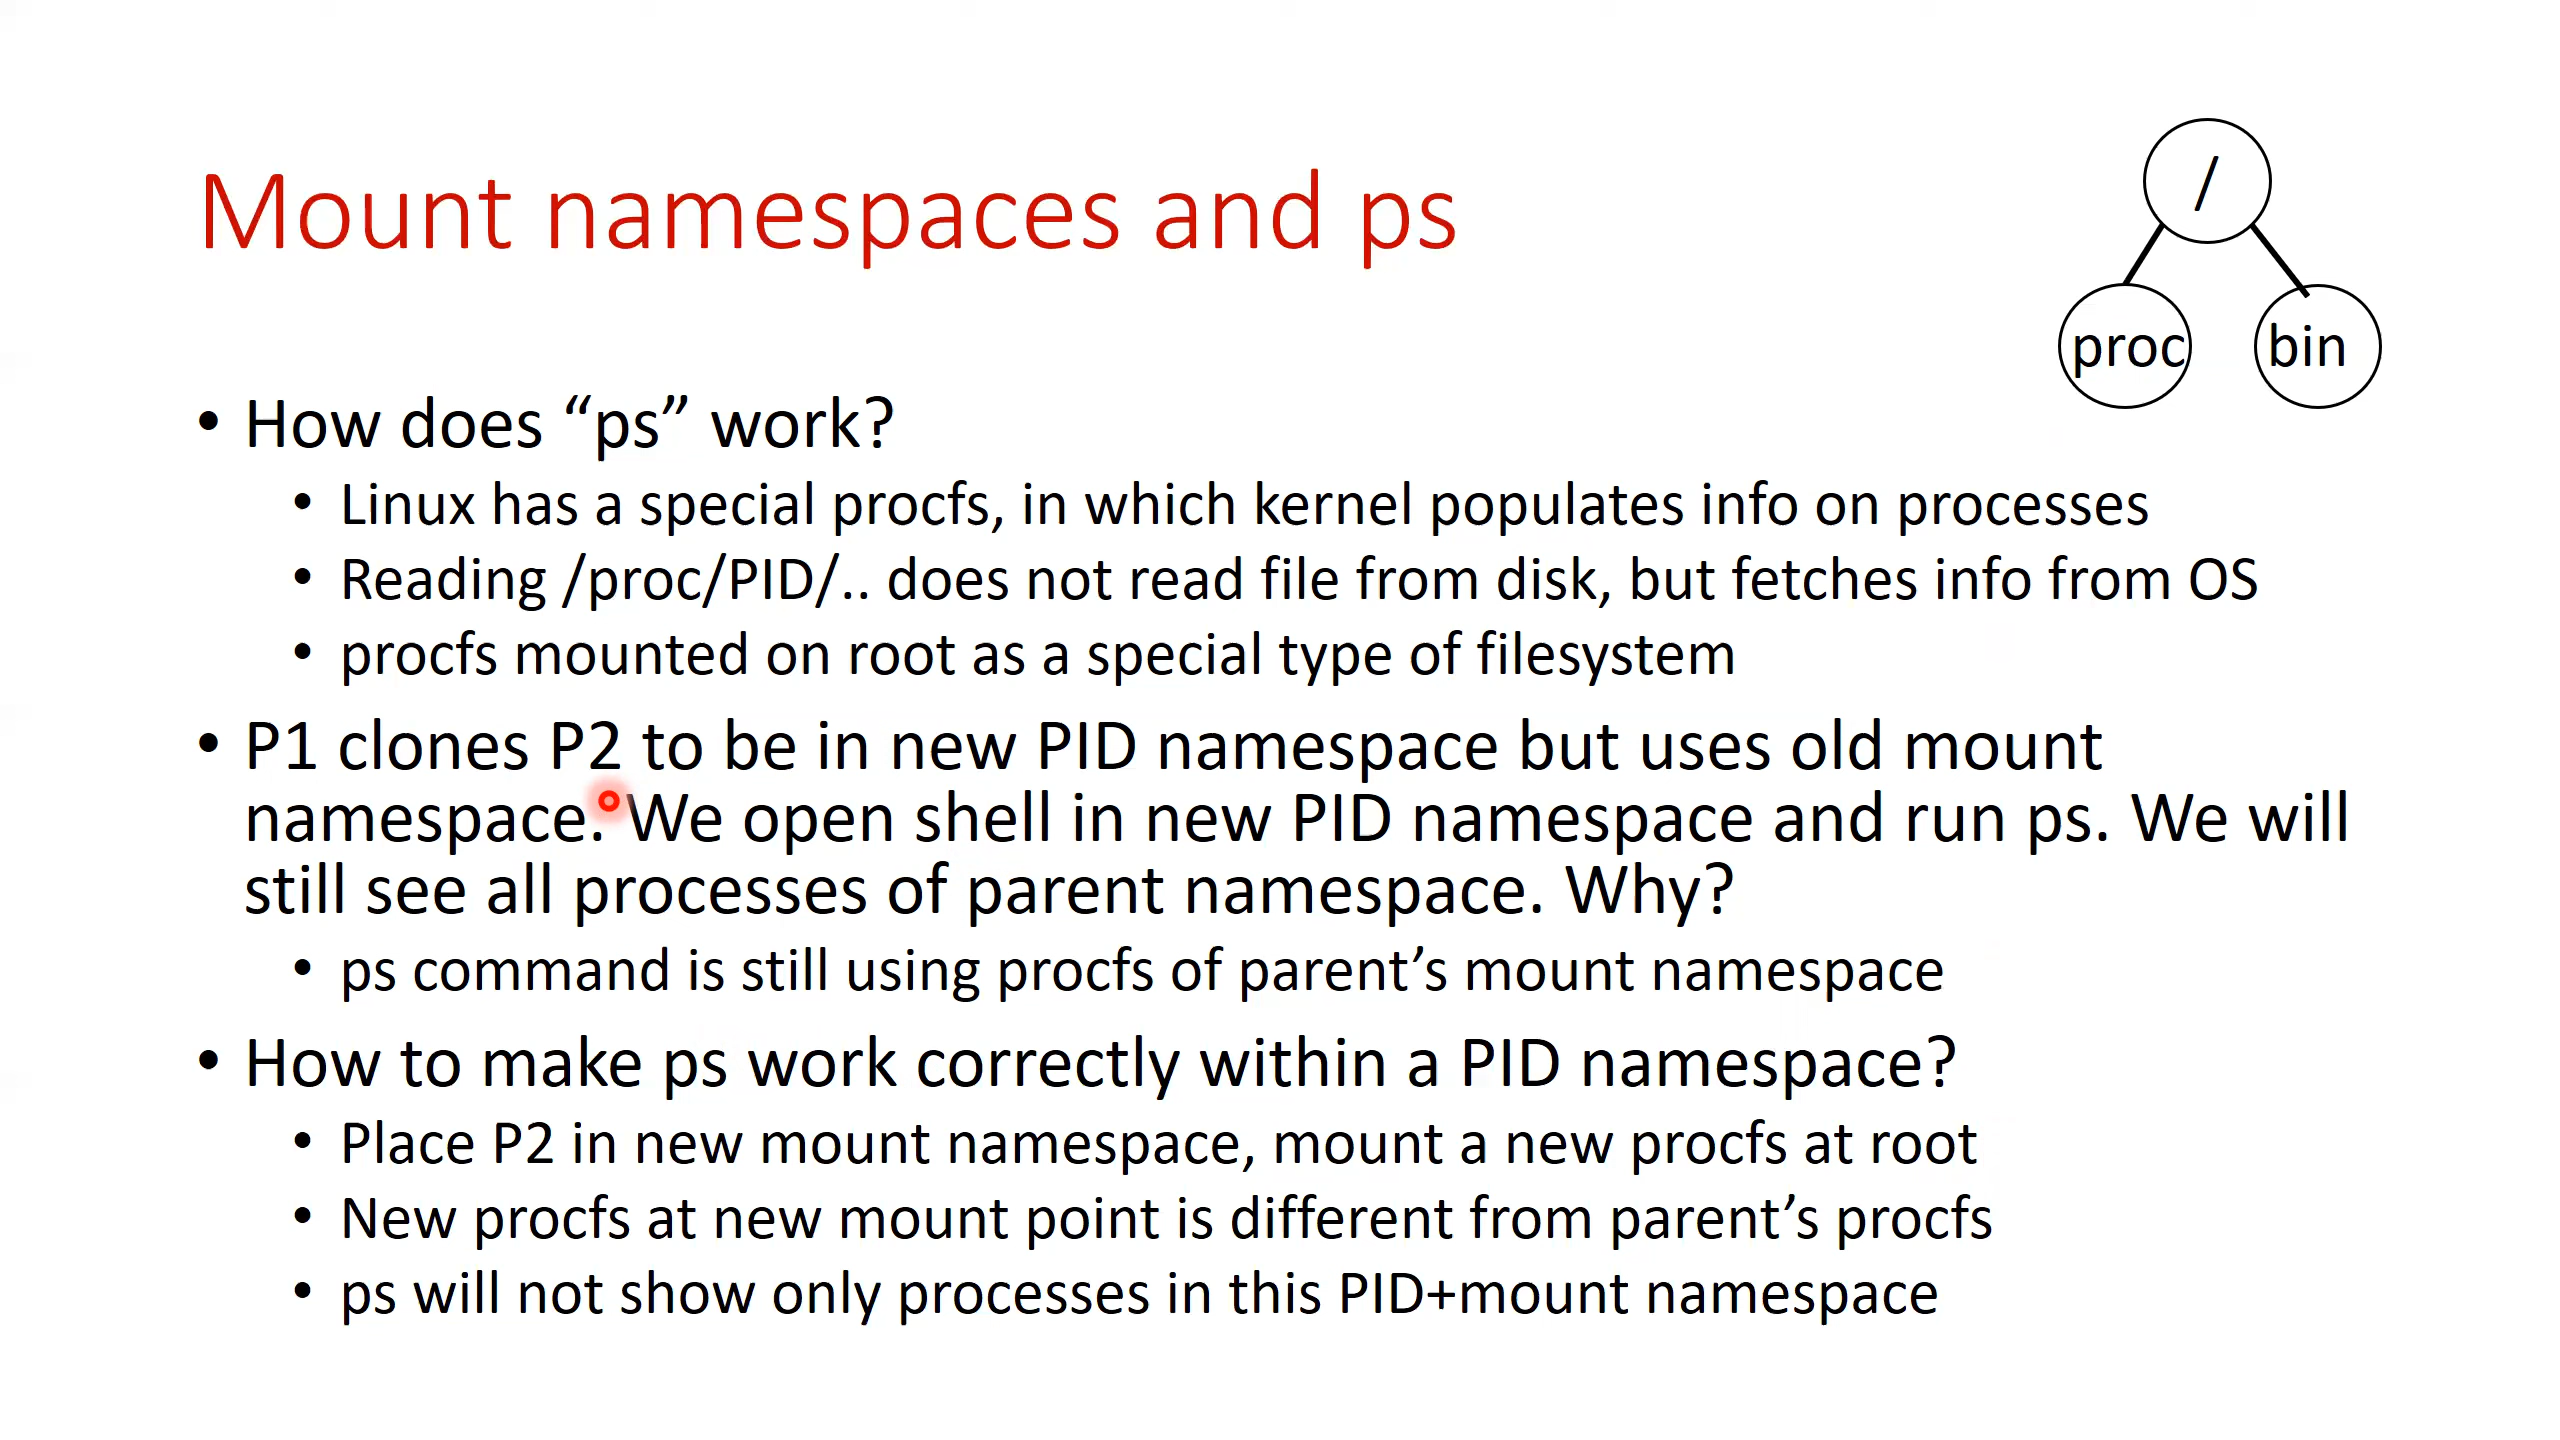 Mount namespaces and ps
/
proc
bin
• How does “ps” work?
• Linux has a special procfs, in which kernel populates info on processes
• Reading /proc/PID/.. does not read file from disk, but fetches info from OS
• procfs mounted on root as a special type of filesystem
• P1 clones P2 to be in new PID namespace but uses old mount
namespace. We open shell in new PID namespace and run ps. We will
still see all processes of parent namespace. Why?
• ps command is still using procfs of parent’s mount namespace
• How to make ps work correctly within a PID namespace?
• Place P2 in new mount namespace, mount a new procfs at root
• New procfs at new mount point is different from parent’s procfs
• ps will not show only processes in this PID+mount namespace